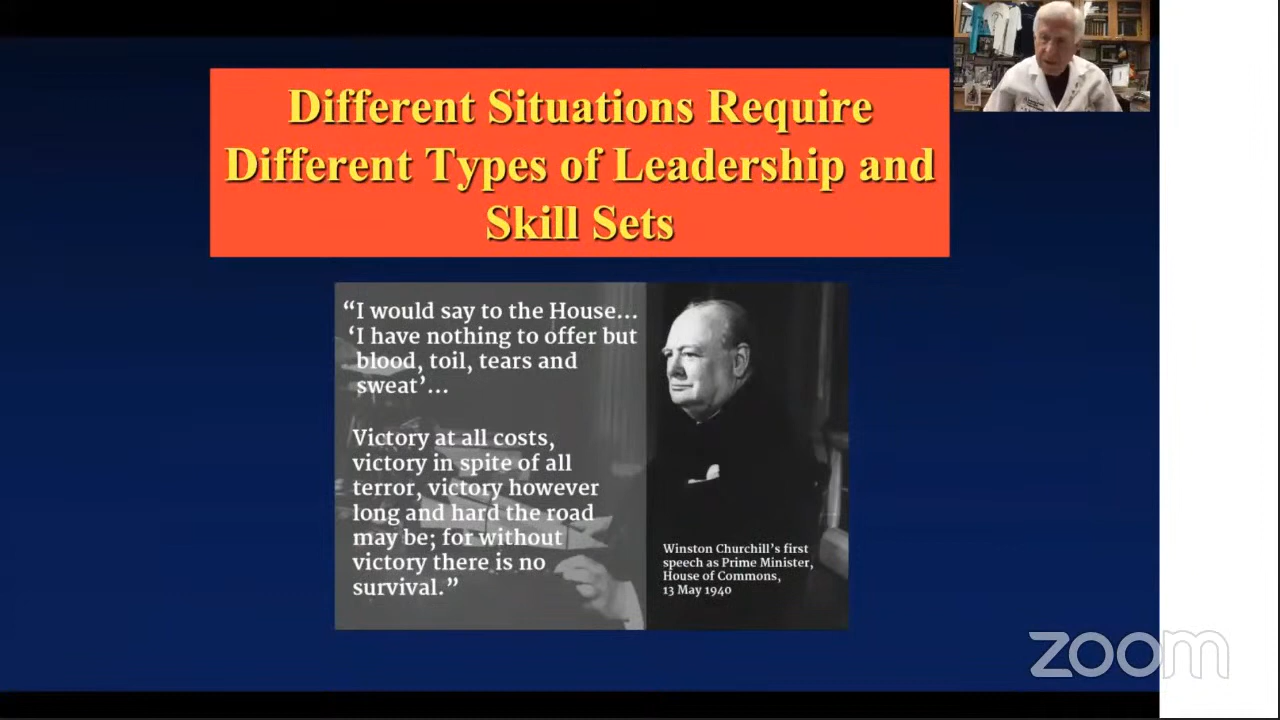 Different Situations Require
Different Types of Leadership and
Skill Sets
“I would say to the House...
‘I have nothing to offer but
blood, toil, tears and
sweat’...
Victory at all costs,
victory in spite of all
terror, victory however
long and hard the road
may be; for without
victory there is no
survival.”
Winston Churchill’s first
speech as Prime Minister,
House of Commons,
13 May 1940
zoom